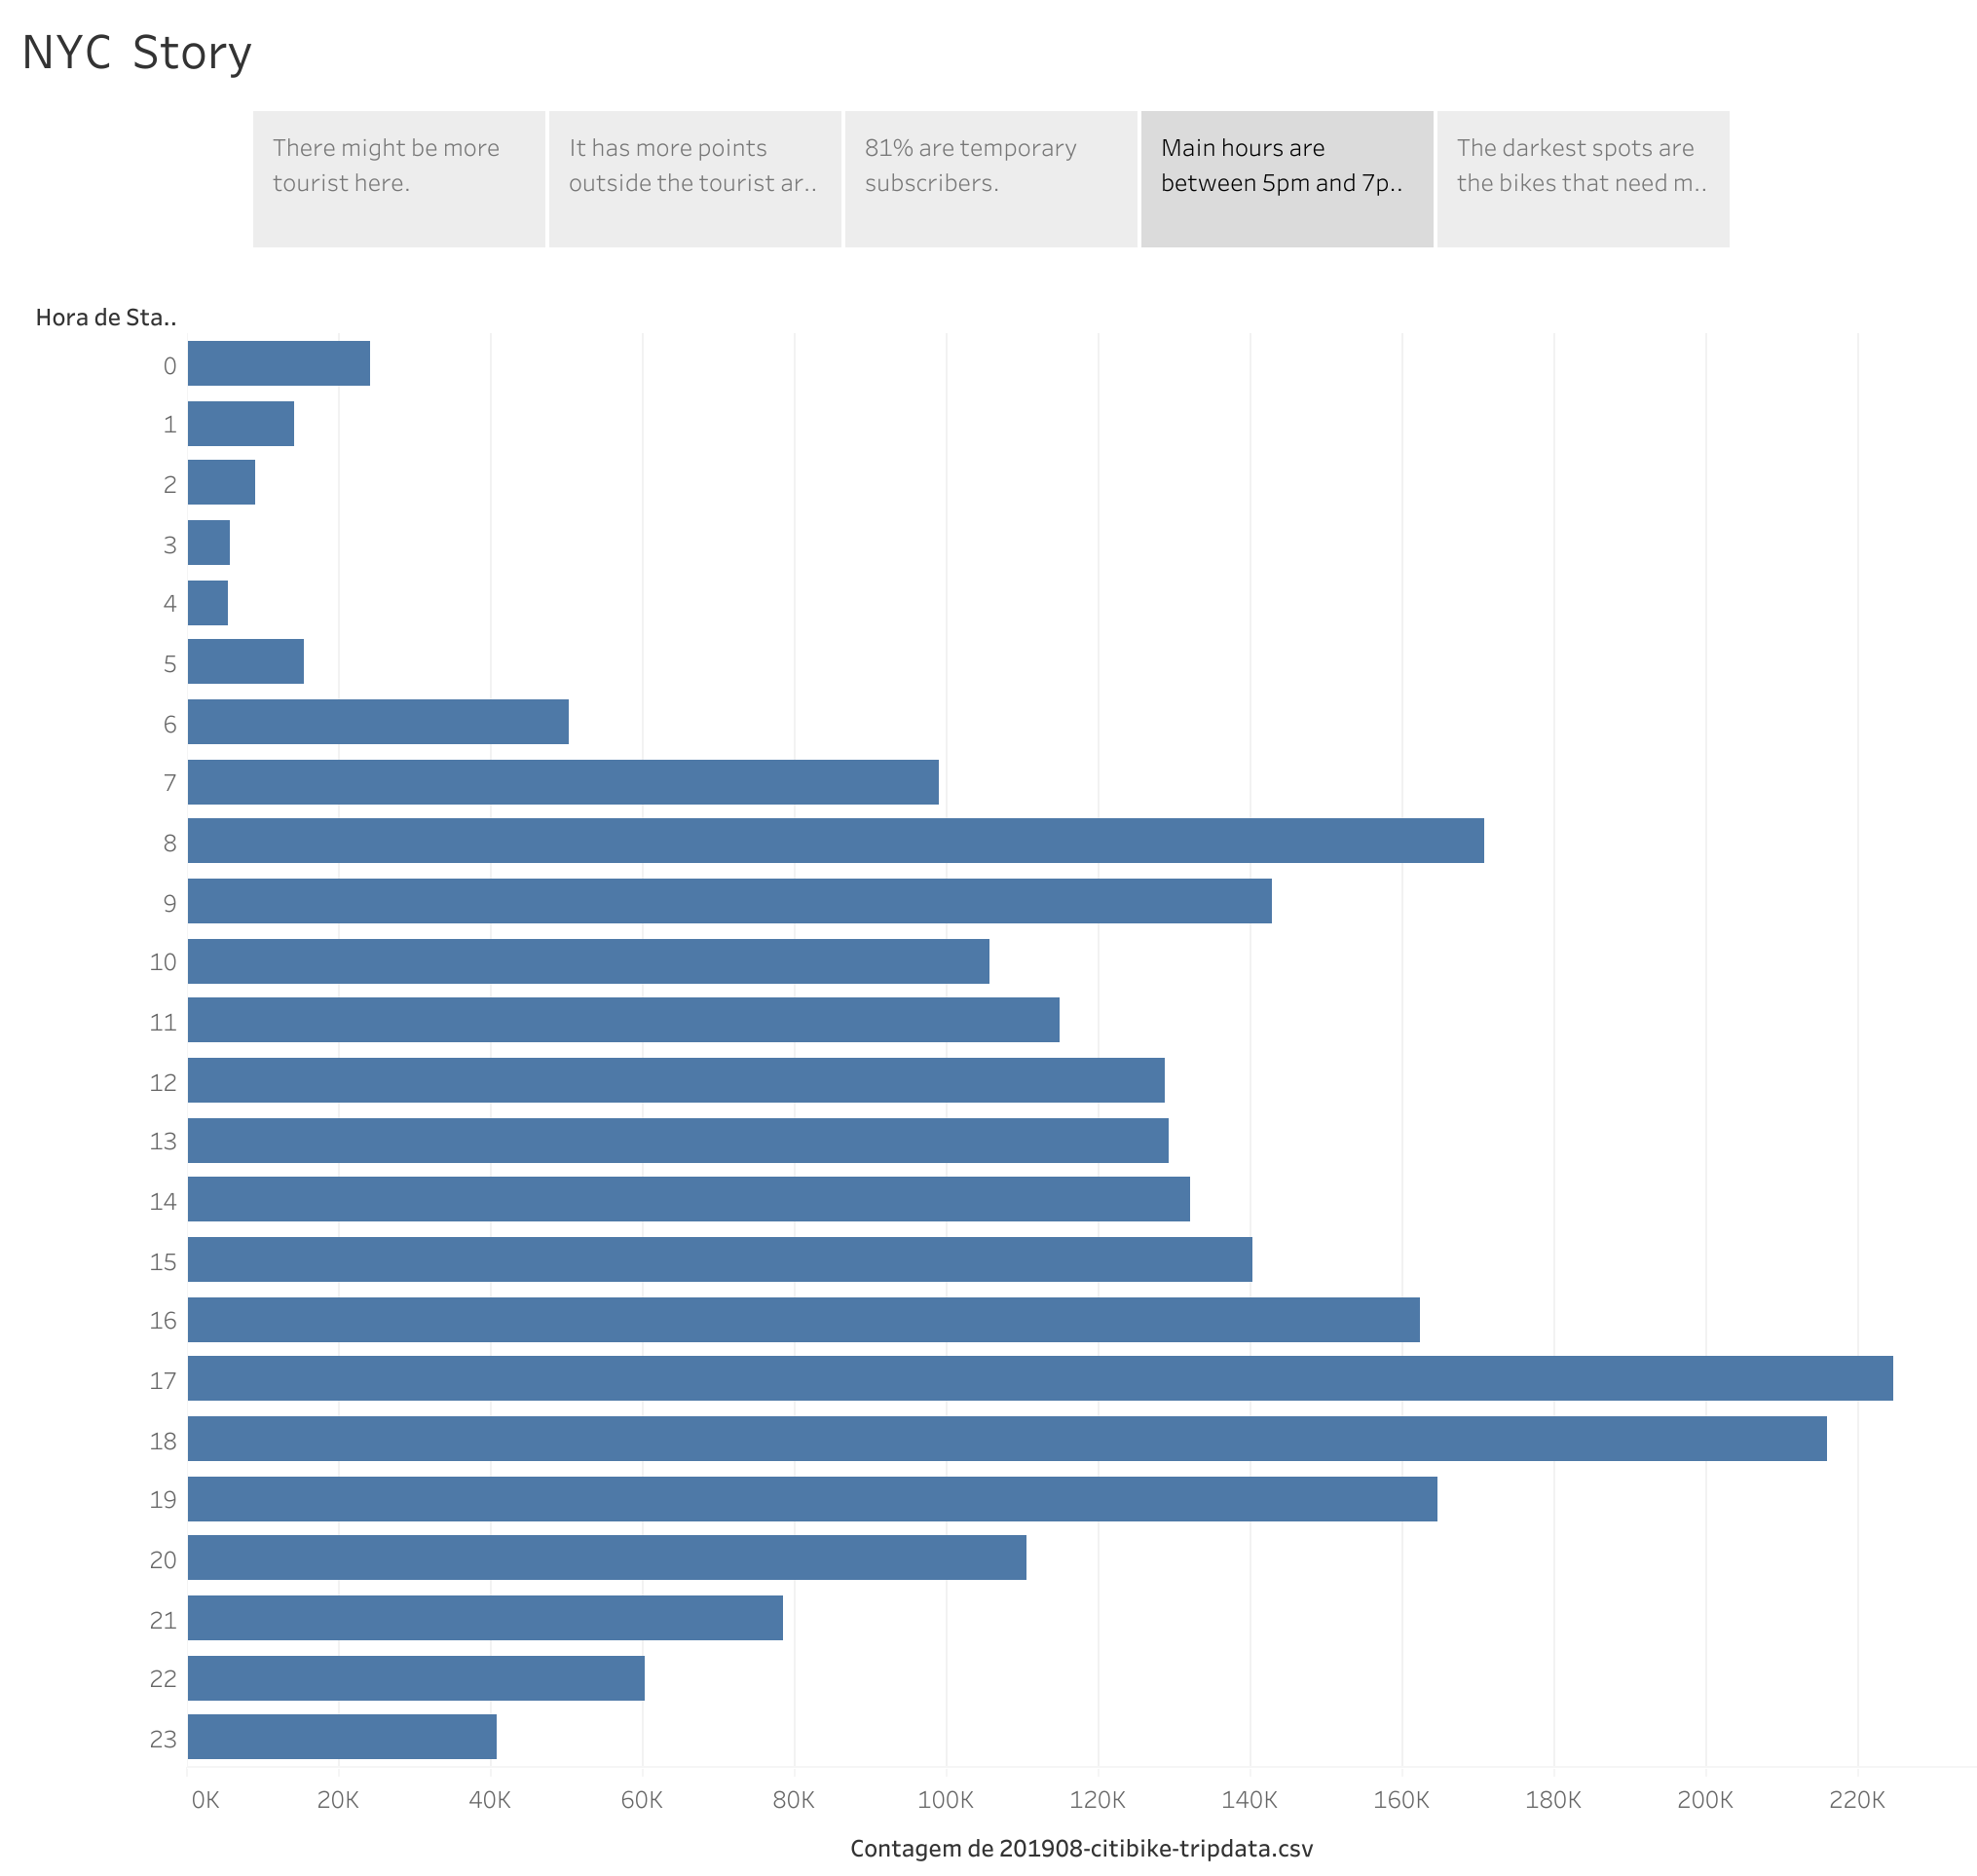 NYC Story
There might be more
tourist here.
It has more points
outside the tourist ar..
81% are temporary
subscribers.
Main hours are
between 5pm and 7p..
The darkest spots are
the bikes that need m..
Hora de Sta..
0
1
2
3
4
5
6
7
8
9
10
11
12
13
14
15
16
17
18
19
20
21
22
23
0K 20K 40K 60K 80K 100K 120K 140K 160K 180K 200K 220K
Contagem de 201908-citibike-tripdata.csv